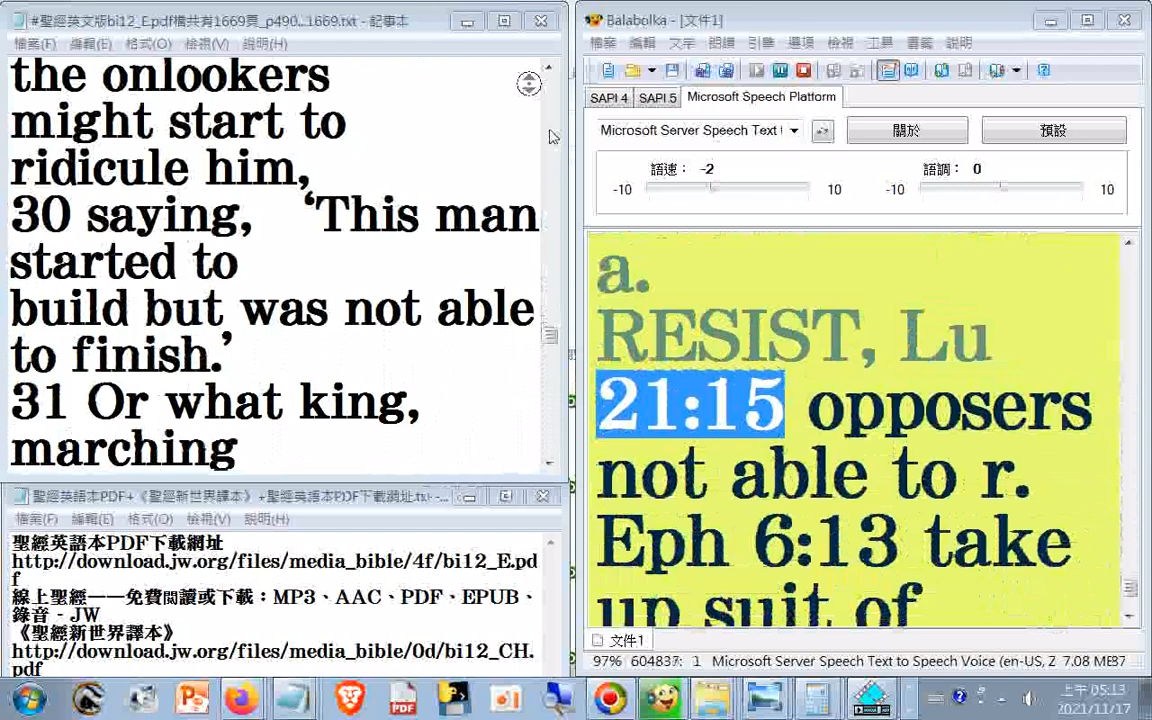 #聖經英文版bi12_E.pdf檔共有1669頁_p490...1669.txt - 記事本
檔案(F) 編輯(E) 格式(O) 檢視(V) 說明(H)
the onlookers
might start to
ridicule him,
30 saying, ‘This man
started to
build but was not able
to finish.’
31 Or what king,
marching
聖經英語本PDF+《聖經新世界譯本》+聖經英語本PDF下載網址.txt - ...
檔案(F) 編輯(E) 格式(O) 檢視(V) 說明(H)
聖經英語本PDF下載網址
http://download.jw.org/files/media_bible/4f/bi12_E.pd
f
線上聖經——免費閱讀或下載：MP3、AAC、PDF、EPUB、
錄音 - JW
《聖經新世界譯本》
http://download.jw.org/files/media_bible/0d/bi12_CH.
pdf
Balabolka - [文件1]
檔案 編輯 文字 朗讀 引擎 選項 檢視 工具 書籤 說明
SAPI 4 SAPI 5 Microsoft Speech Platform
Microsoft Server Speech Text 關於 預設
語速： -2 語調： 0
-10 10 -10 10
a.
RESIST, Lu
21:15 opposers
not able to r.
Eph 6:13 take
up suit of
文件1
97% 604837: 1 Microsoft Server Speech Text to Speech Voice (en-US, Z 7.08 MB
上午 05:13
2021/11/17